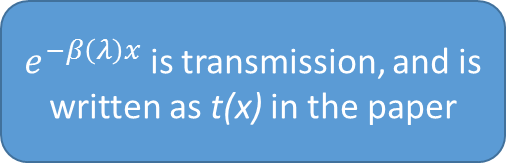 e^{-β(λ)x} is transmission, and is
written as t(x) in the paper